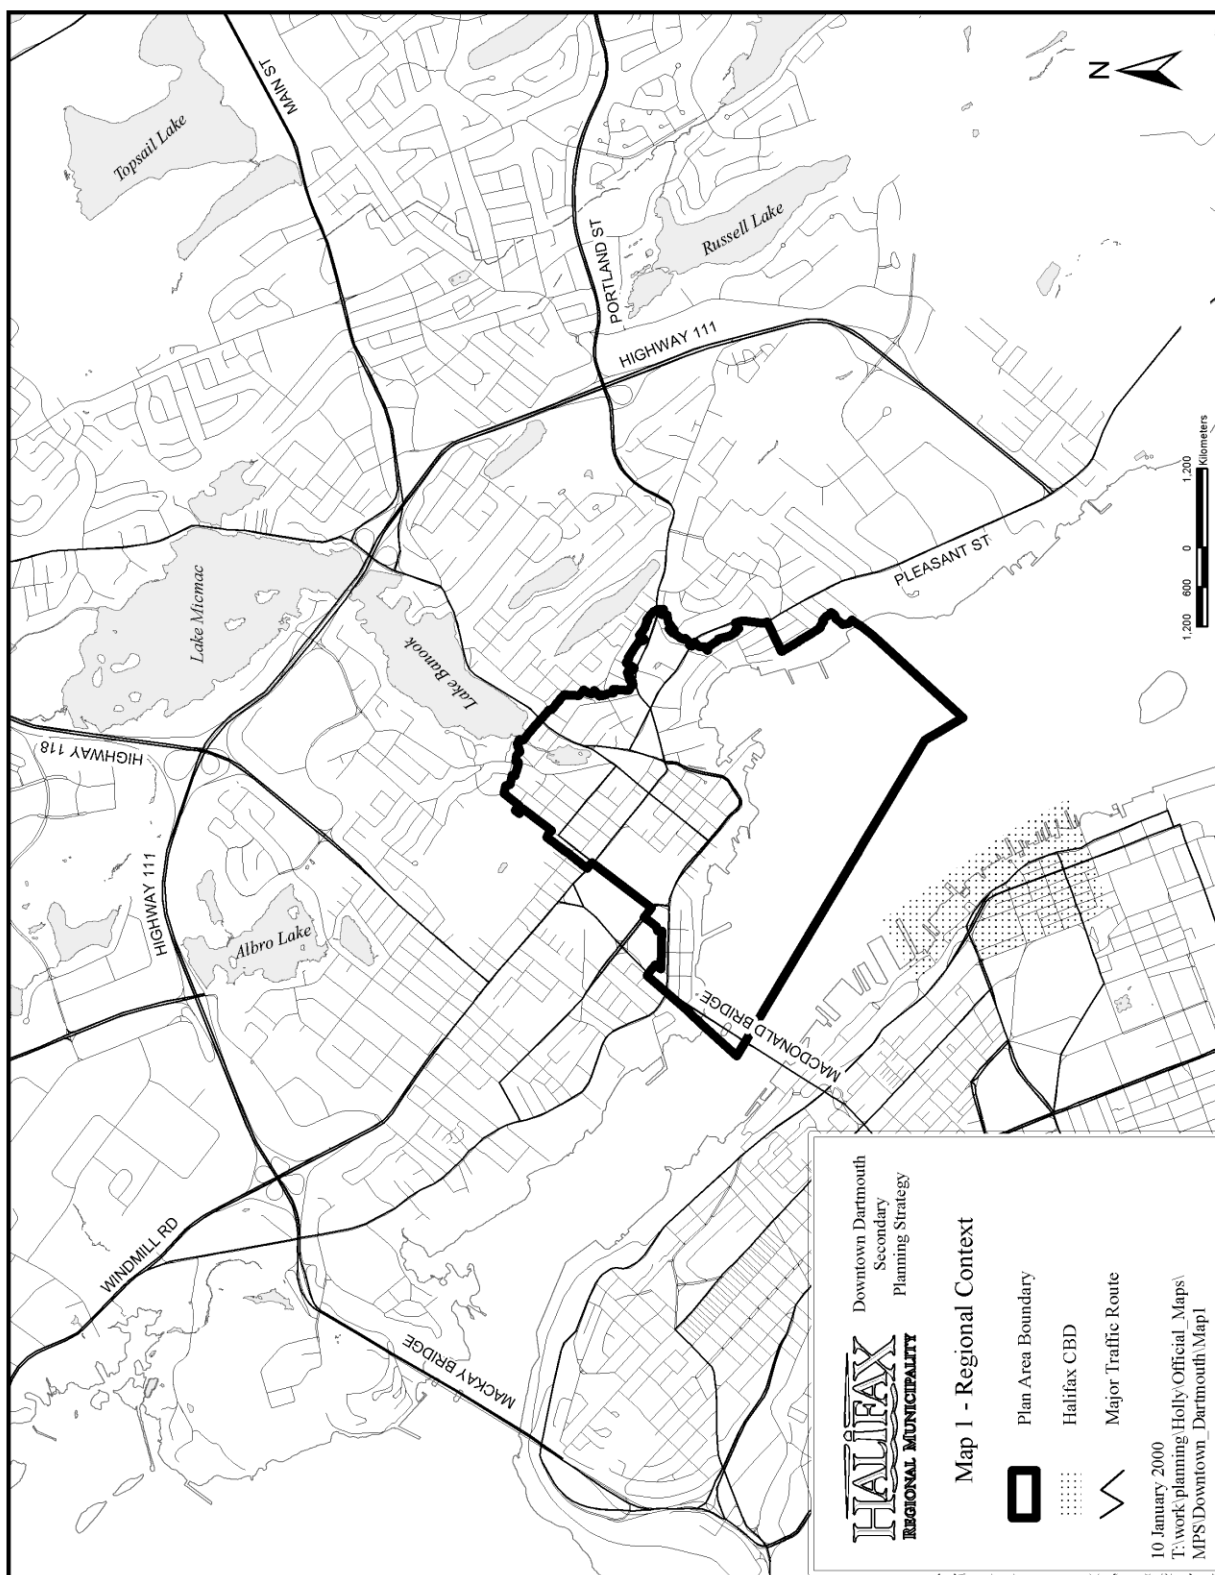 Topsail Lake
MAIN ST
N
Lake Micmac
Russell Lake
PORTLAND ST
HIGHWAY 111
Lake Banook
HIGHWAY 118
HIGHWAY 111
Albro Lake
PLEASANT ST
WINDMILL RD
MACDONALD BRIDGE
MACKAY BRIDGE
1,200 600 0 1,200
Kilometers
HALIFAX
REGIONAL MUNICIPALITY
Downtown Dartmouth
Secondary
Planning Strategy
Map 1 - Regional Context
Plan Area Boundary
Halifax CBD
Major Traffic Route
10 January 2000
T:\work\planning\Holly\Official_Maps\
MPS\Downtown_Dartmouth\Map1